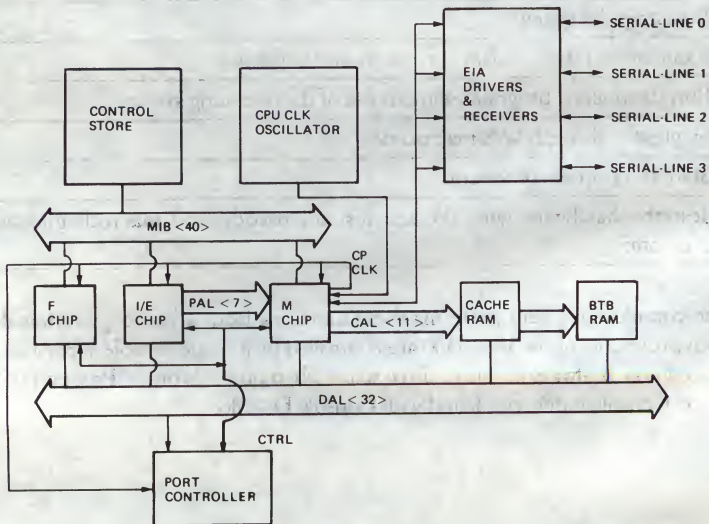 SERIAL-LINE 0
SERIAL-LINE 1
SERIAL-LINE 2
SERIAL-LINE 3
EIA
DRIVERS
&
RECEIVERS
CONTROL
STORE
CPU CLK
OSCILLATOR
MIB <40>
CP
CLK
F
CHIP
I/E
CHIP
PAL <7>
M
CHIP
CAL <11>
CACHE
RAM
BTB
RAM
DAL<32>
CTRL
PORT
CONTROLLER